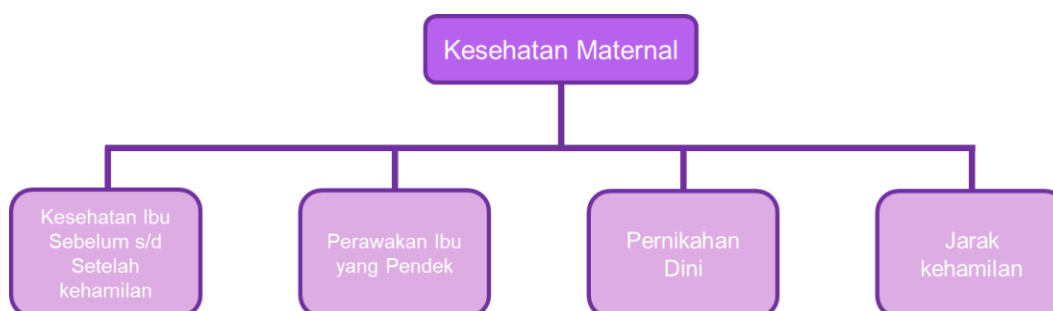 Kesehatan Maternal
Kesehatan Ibu
Sebelum s/d
Setelah
kehamilan
Perawakan Ibu
yang Pendek
Pernikahan
Dini
Jarak
kehamilan